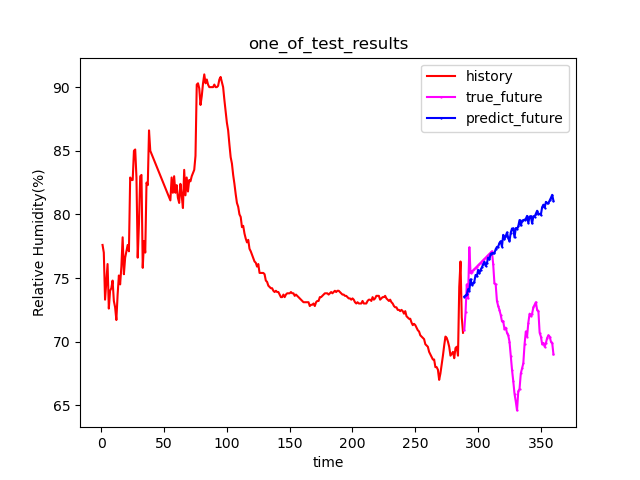 one_of_test_results
history
true_future
predict_future
Relative Humidity(%)
90
85
80
75
70
65
0 50 100 150 200 250 300 350
time